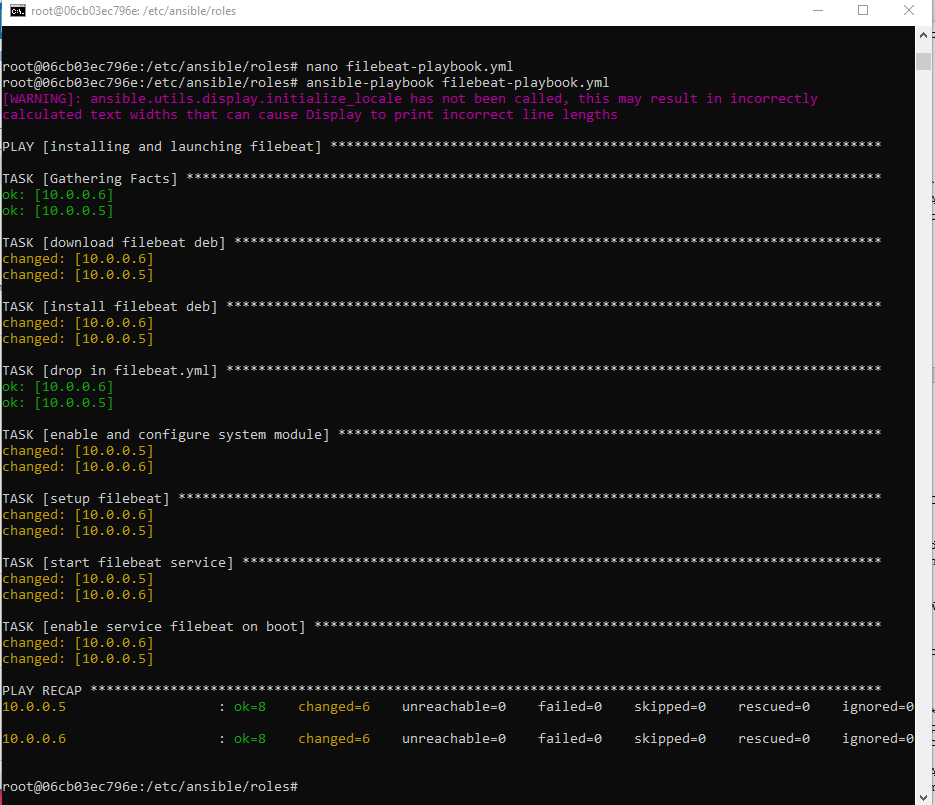 root@06cb03ec796e: /etc/ansible/roles
root@06cb03ec796e:/etc/ansible/roles# nano filebeat-playbook.yml
root@06cb03ec796e:/etc/ansible/roles# ansible-playbook filebeat-playbook.yml
[WARNING]: ansible.utils.display.initialize_locale has not been called, this may result in incorrectly
calculated text widths that can cause Display to print incorrect line lengths
PLAY [installing and launching filebeat] *********************************************************************
TASK [Gathering Facts] ***************************************************************************************
ok: [10.0.0.6]
ok: [10.0.0.5]
TASK [download filebeat deb] *********************************************************************************
changed: [10.0.0.6]
changed: [10.0.0.5]
TASK [install filebeat deb] **********************************************************************************
changed: [10.0.0.6]
changed: [10.0.0.5]
TASK [drop in filebeat.yml] **********************************************************************************
ok: [10.0.0.6]
ok: [10.0.0.5]
TASK [enable and configure system module] ********************************************************************
changed: [10.0.0.5]
changed: [10.0.0.6]
TASK [setup filebeat] ****************************************************************************************
changed: [10.0.0.6]
changed: [10.0.0.5]
TASK [start filebeat service] ********************************************************************************
changed: [10.0.0.5]
changed: [10.0.0.6]
TASK [enable service filebeat on boot] ***********************************************************************
changed: [10.0.0.6]
changed: [10.0.0.5]
PLAY RECAP ***************************************************************************************************
10.0.0.5 : ok=8 changed=6 unreachable=0 failed=0 skipped=0 rescued=0 ignored=0
10.0.0.6 : ok=8 changed=6 unreachable=0 failed=0 skipped=0 rescued=0 ignored=0
root@06cb03ec796e:/etc/ansible/roles#